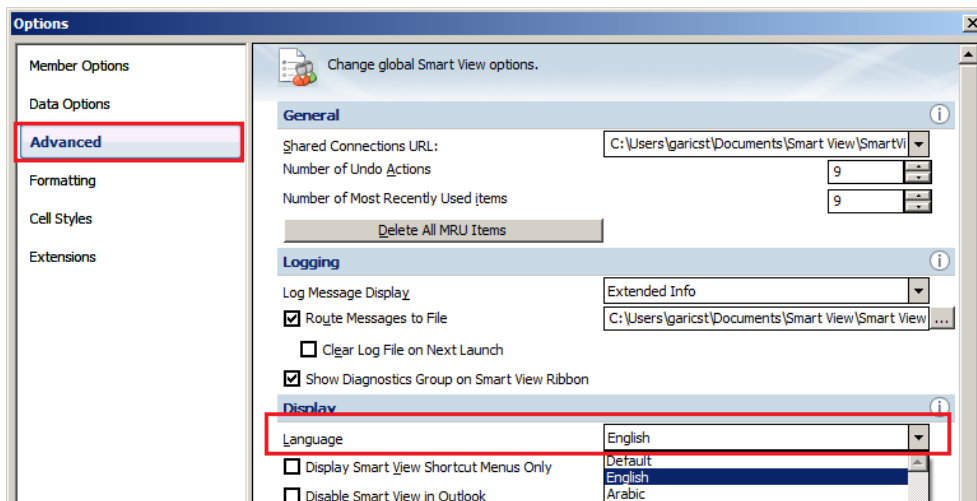 Options
Member Options
Data Options
Advanced
Formatting
Cell Styles
Extensions
Change global Smart View options.
General
Shared Connections URL: C:\Users\garicst\Documents\Smart View\SmartVi
Number of Undo Actions 9
Number of Most Recently Used items 9
Delete All MRU Items
Logging
Log Message Display Extended Info
Route Messages to File C:\Users\garicst\Documents\Smart View\Smart View ...
Clear Log File on Next Launch
Show Diagnostics Group on Smart View Ribbon
Display
Language English
Default
Display Smart View Shortcut Menus Only English
Disable Smart View in Outlook Arabic